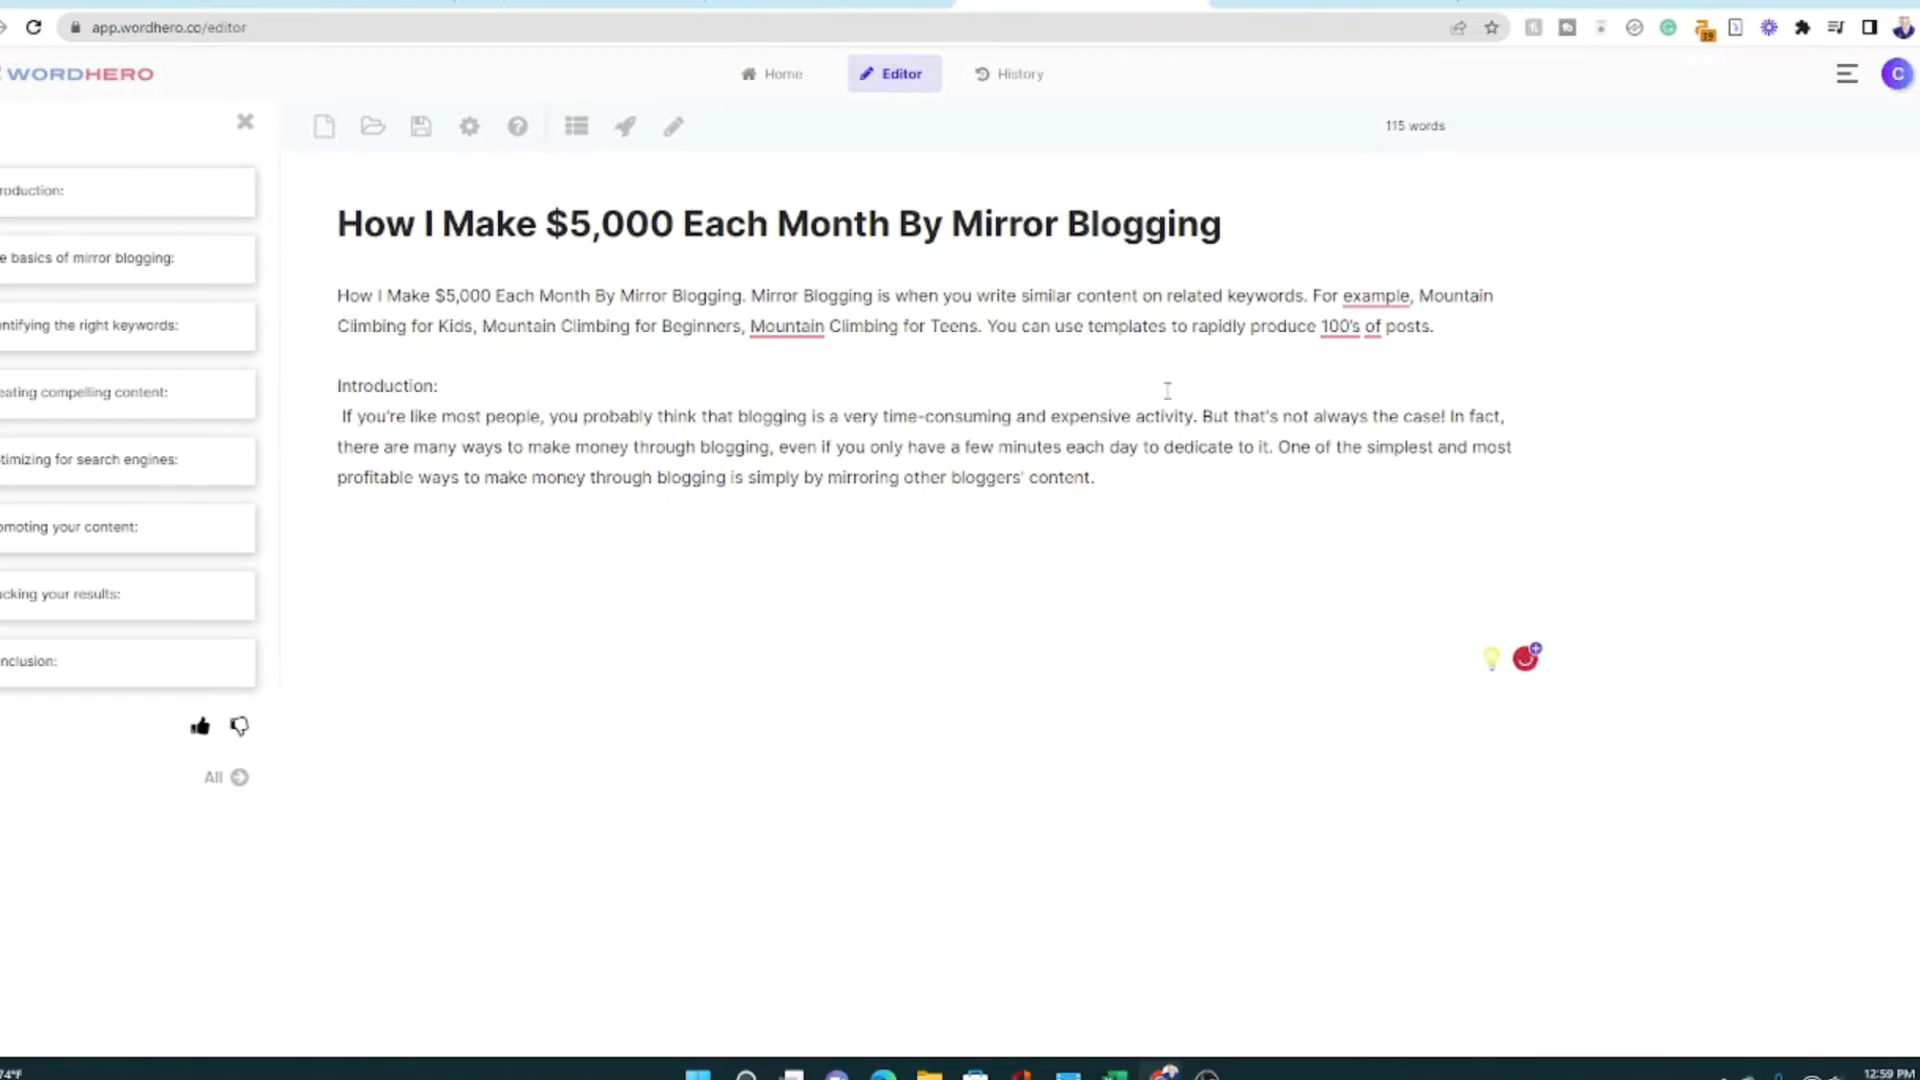 app.wordhero.co/editor
39
WORDHERO
Home
Editor
History
C
115 words
roduction:
e basics of mirror blogging:
entifying the right keywords:
eating compelling content:
timizing for search engines:
omoting your content:
cking your results:
nclusion:
All
How I Make $5,000 Each Month By Mirror Blogging
How I Make $5,000 Each Month By Mirror Blogging. Mirror Blogging is when you write similar content on related keywords. For example, Mountain
Climbing for Kids, Mountain Climbing for Beginners, Mountain Climbing for Teens. You can use templates to rapidly produce 100's of posts.
Introduction:
If you're like most people, you probably think that blogging is a very time-consuming and expensive activity. But that's not always the case! In fact,
there are many ways to make money through blogging, even if you only have a few minutes each day to dedicate to it. One of the simplest and most
profitable ways to make money through blogging is simply by mirroring other bloggers' content.
74°F
12:59 PM